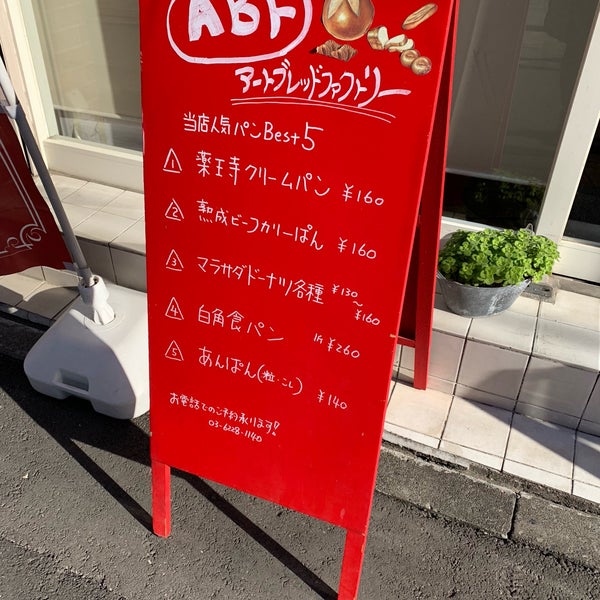 ABF
アートブレッドファクトリー
当店人気パンBest5
1 薬王寺クリームパン ¥160
2 熟成ビーフカリーぱん ¥160
3 マラサダドーナツ各種 ¥130〜¥160
4 白角食パン 1斤 ¥260
5 あんぱん(粒・こし) ¥140
お電話でのご予約承ります!
03-6228-1140